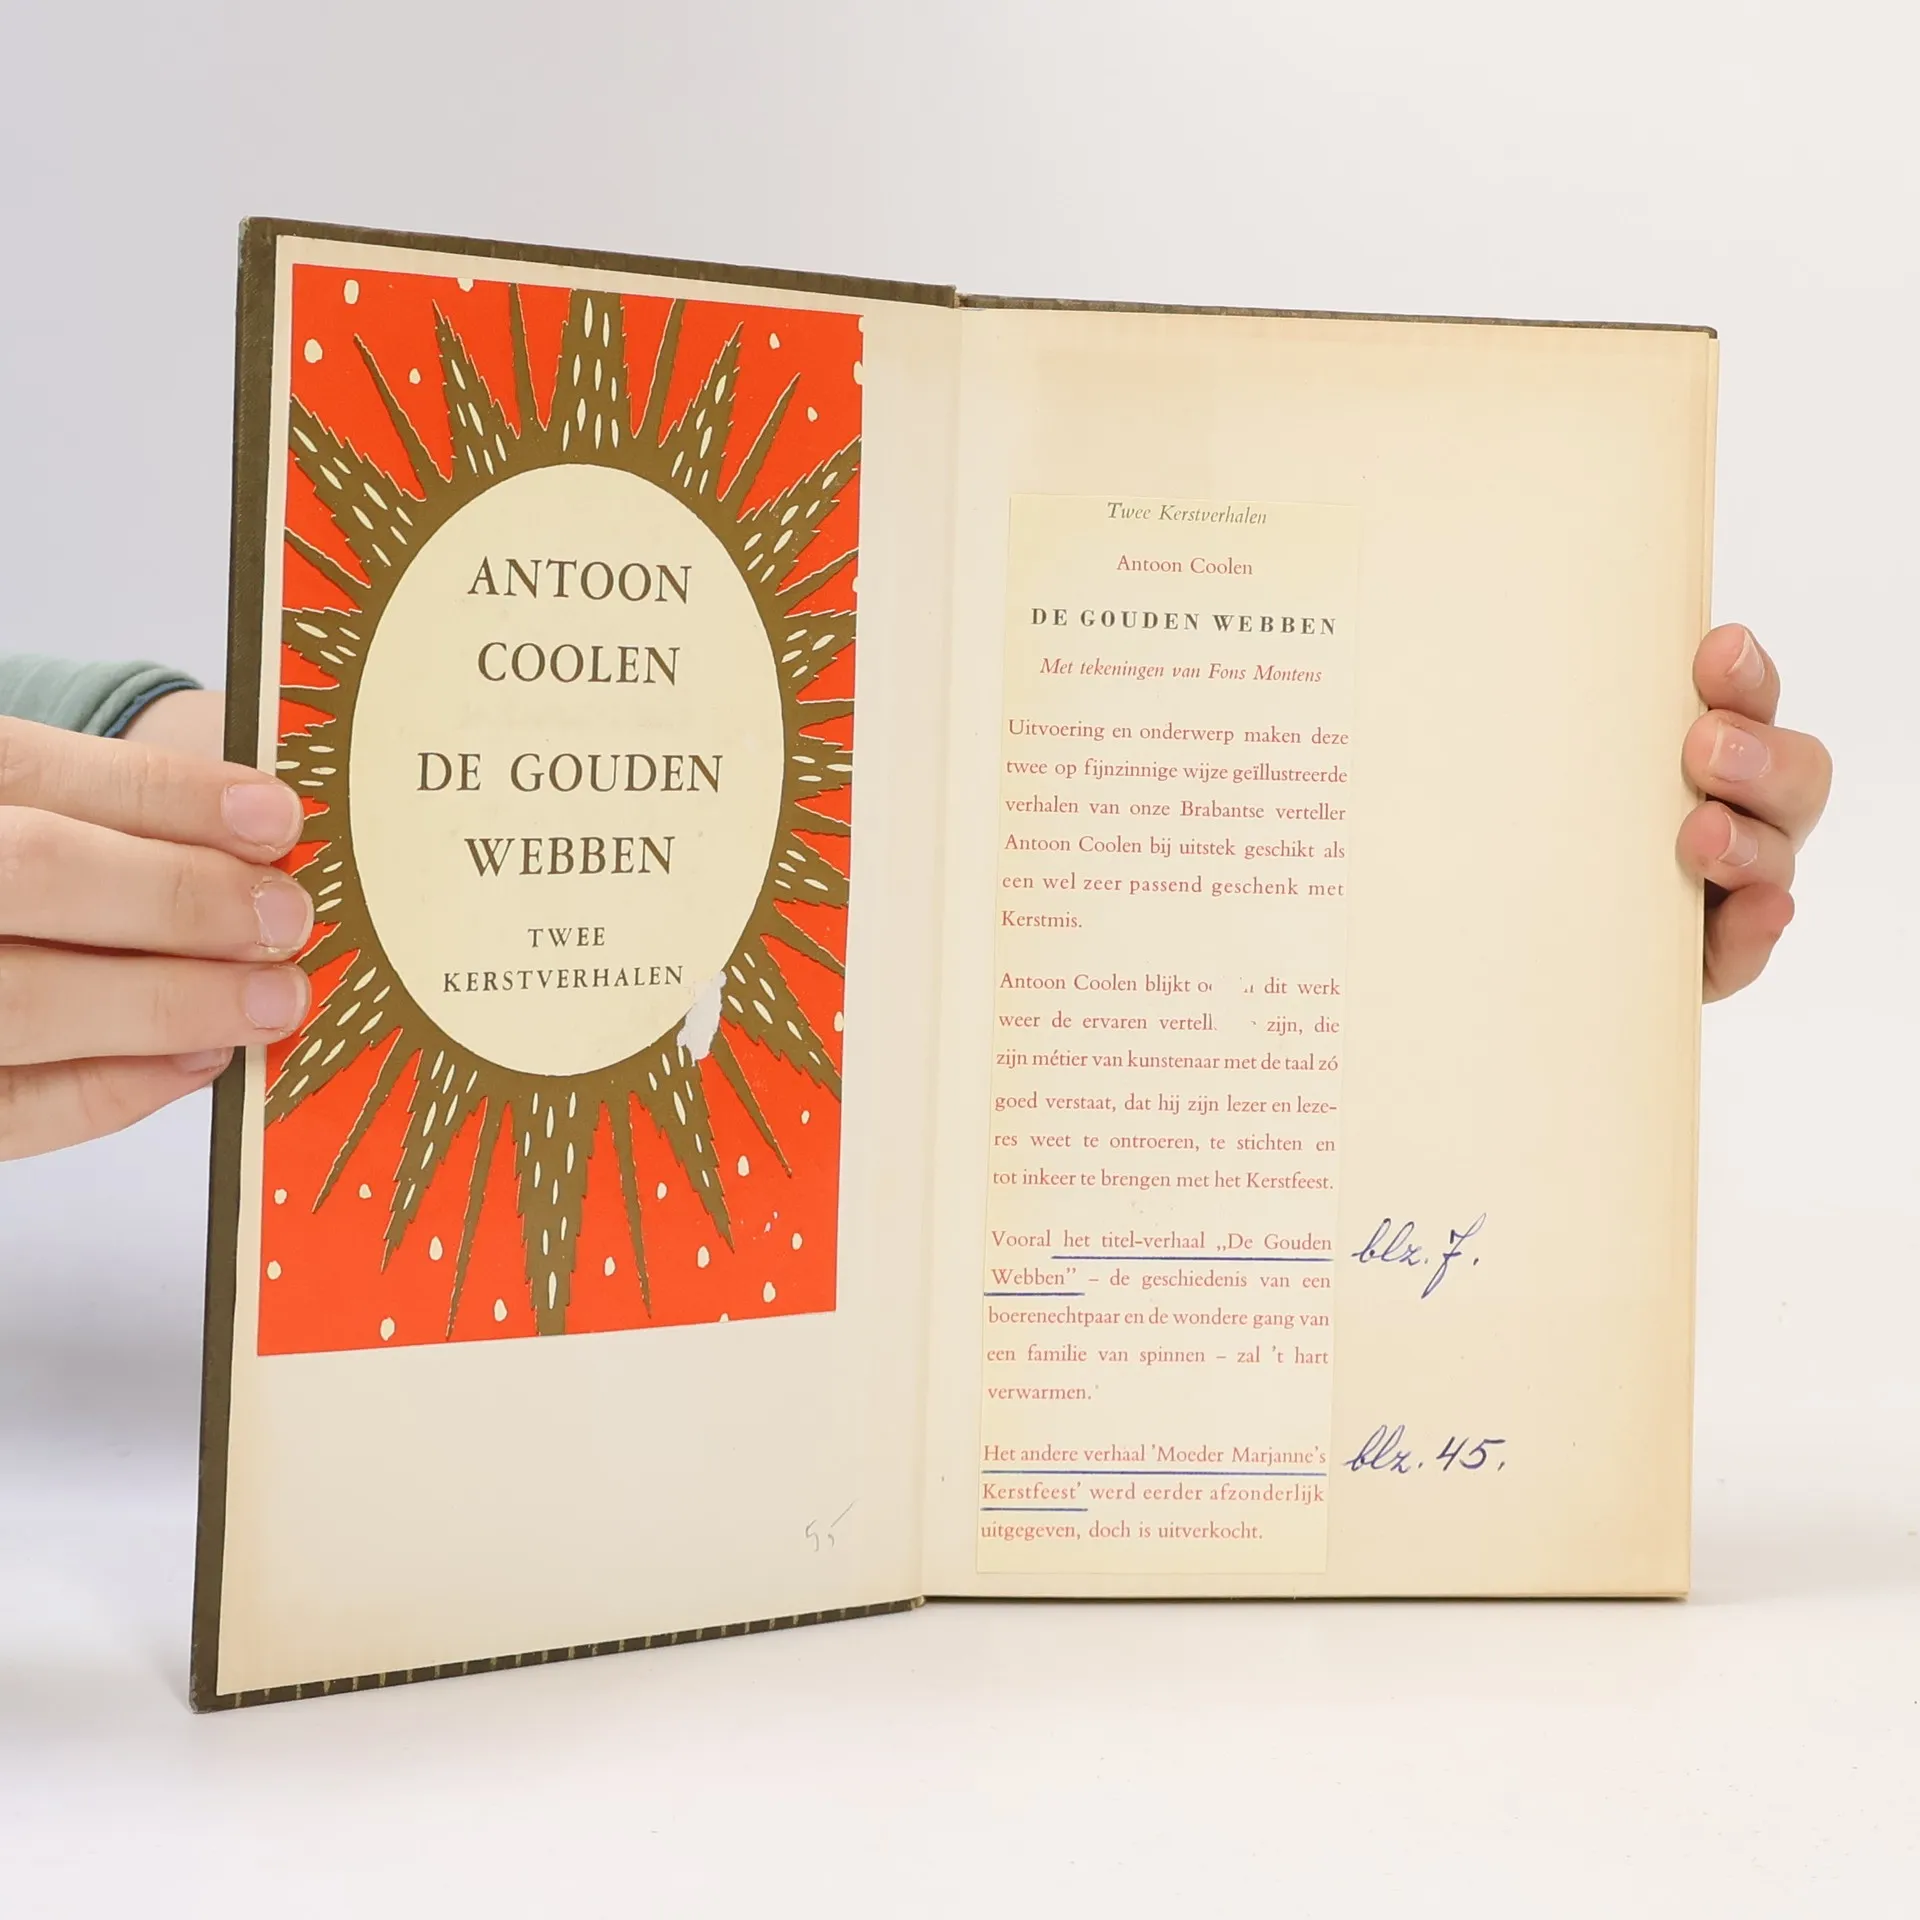 ANTOON
COOLEN
DE GOUDEN
WEBBEN
TWEE
KERSTVERHALEN
Twee Kerstverhalen
Antoon Coolen
DE GOUDEN WEBBEN
Met tekeningen van Fons Montens
Uitvoering en onderwerp maken deze
twee op fijnzinnige wijze geïllustreerde
verhalen van onze Brabantse verteller
Antoon Coolen bij uitstek geschikt als
een wel zeer passend geschenk met
Kerstmis.
Antoon Coolen blijkt dit werk
weer de ervaren zijn, die
zijn métier van kunstenaar met de taal zó
goed verstaat, dat hij zijn lezer en leze-
res weet te ontroeren, te stichten en
tot inkeer te brengen met het Kerstfeest.
Vooral het titel-verhaal „De Gouden blz. 7.
Webben” – de geschiedenis van een
boerenechtpaar en de wondere gang van
een familie van spinnen – zal 't hart
verwarmen.
Het andere verhaal 'Moeder Marjanne's blz. 45.
Kerstfeest' werd eerder afzonderlijk
uitgegeven, doch is uitverkocht.